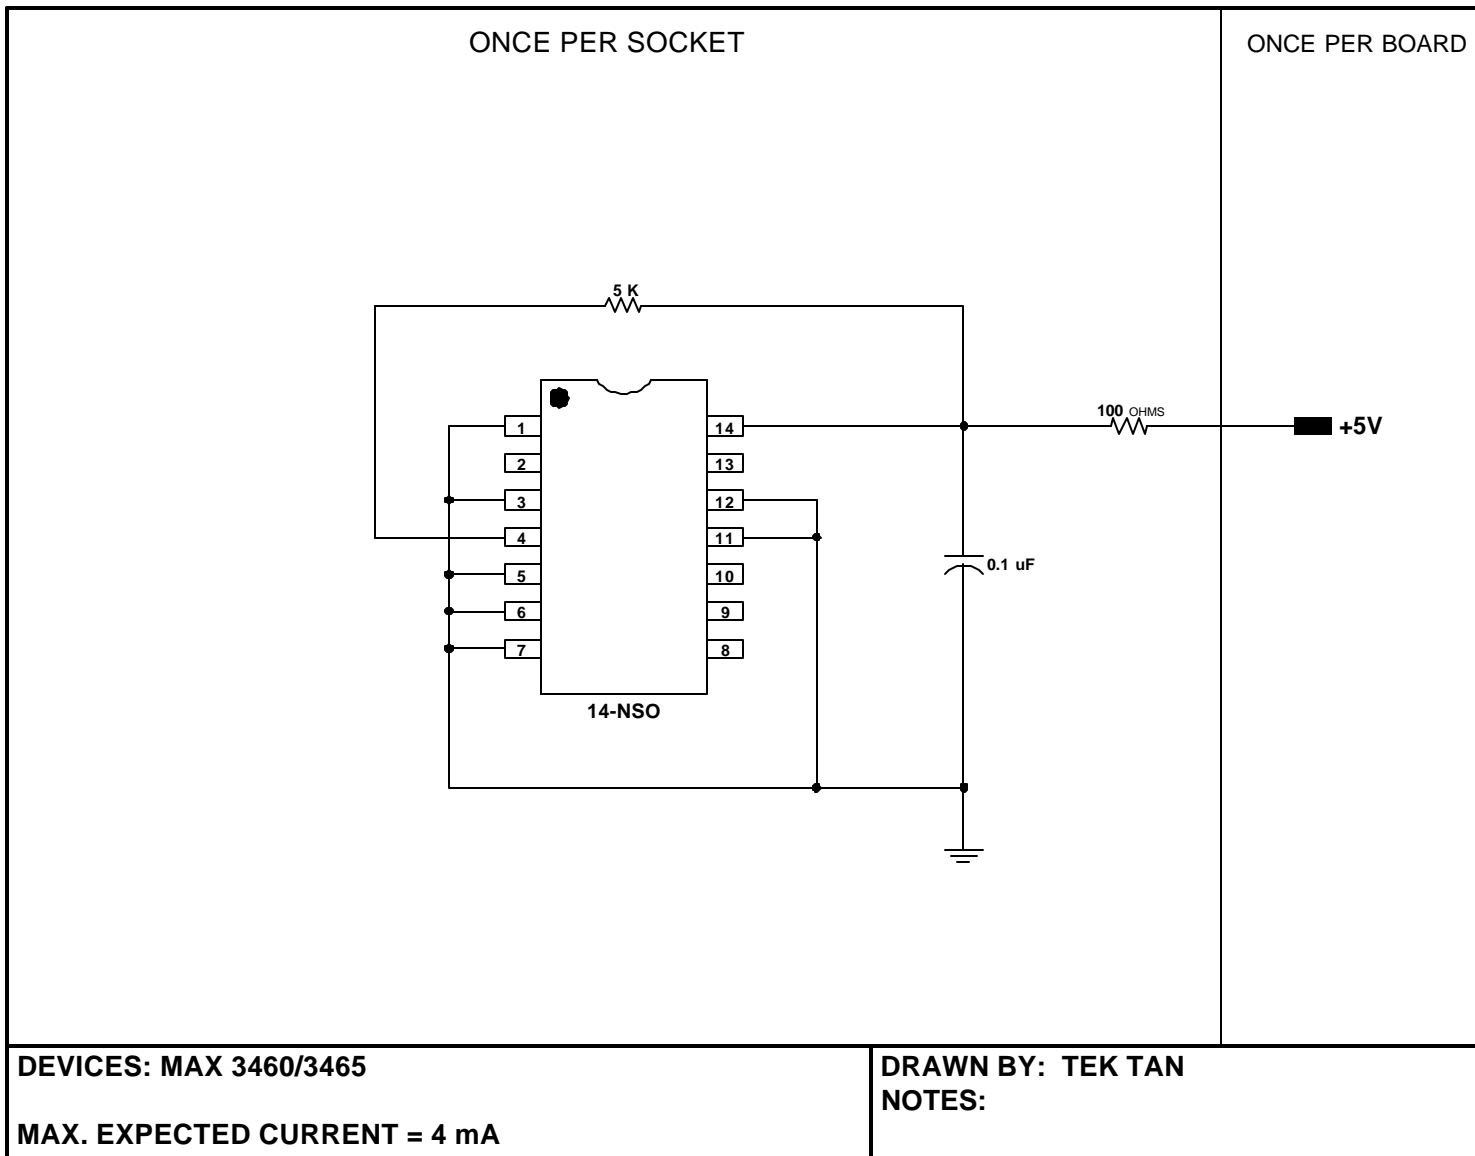 ONCE PER SOCKET
ONCE PER BOARD
5 K
100 OHMS
+5V
1
14
2
13
3
12
4
11
5
10
6
9
7
8
0.1 uF
14-NSO
DEVICES: MAX 3460/3465
MAX. EXPECTED CURRENT = 4 mA
DRAWN BY: TEK TAN
NOTES: